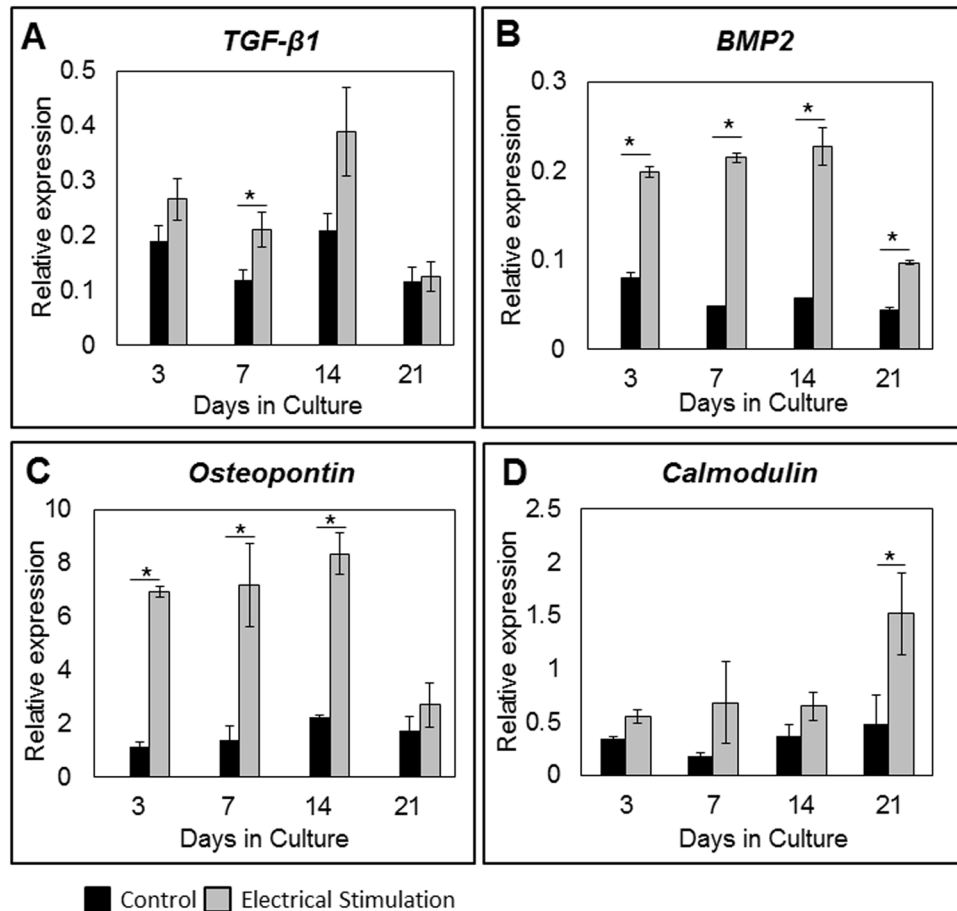 A
TGF-β1
Relative expression
0.5
0.4
0.3
0.2
0.1
0
*
3 7 14 21
Days in Culture
B
BMP2
Relative expression
0.3
0.2
0.1
0
* * * *
3 7 14 21
Days in Culture
C
Osteopontin
Relative expression
10
8
6
4
2
0
* * *
3 7 14 21
Days in Culture
D
Calmodulin
Relative expression
2.5
2
1.5
1
0.5
0
*
3 7 14 21
Days in Culture
Control Electrical Stimulation